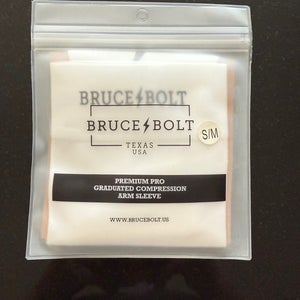 BRUCE BOLT
BRUCE BOLT
S/M
TEXAS
USA
PREMIUM PRO
GRADUATED COMPRESSION
ARM SLEEVE
WWW.BRUCEBOLT.US